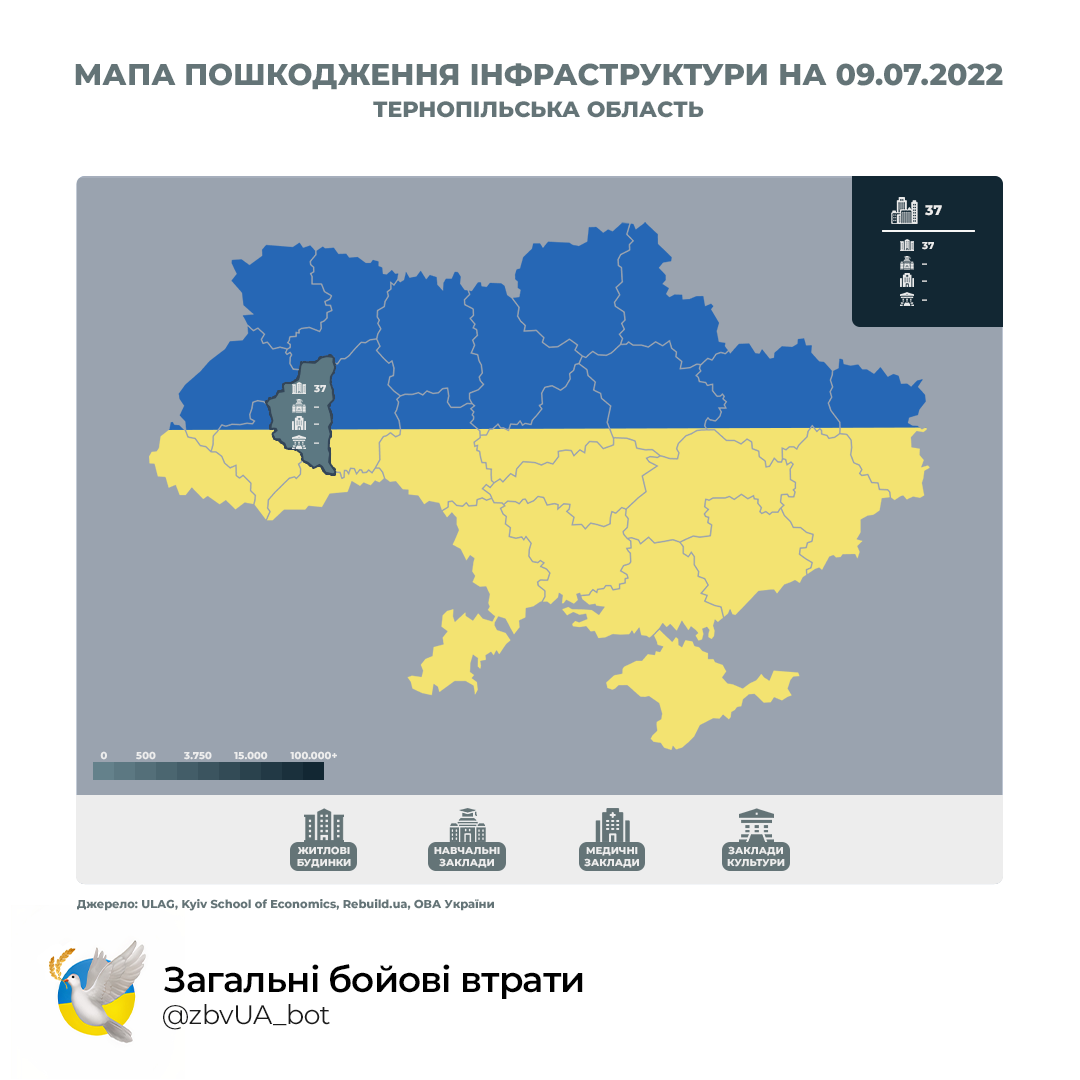 МАПА ПОШКОДЖЕННЯ ІНФРАСТРУКТУРИ НА 09.07.2022
ТЕРНОПІЛЬСЬКА ОБЛАСТЬ
37
37
–
–
–
37
–
–
–
0 500 3.750 15.000 100.000+
ЖИТЛОВІ БУДИНКИ
НАВЧАЛЬНІ ЗАКЛАДИ
МЕДИЧНІ ЗАКЛАДИ
ЗАКЛАДИ КУЛЬТУРИ
Джерело: ULAG, Kyiv School of Economics, Rebuild.ua, ОВА України
Загальні бойові втрати
@zbvUA_bot